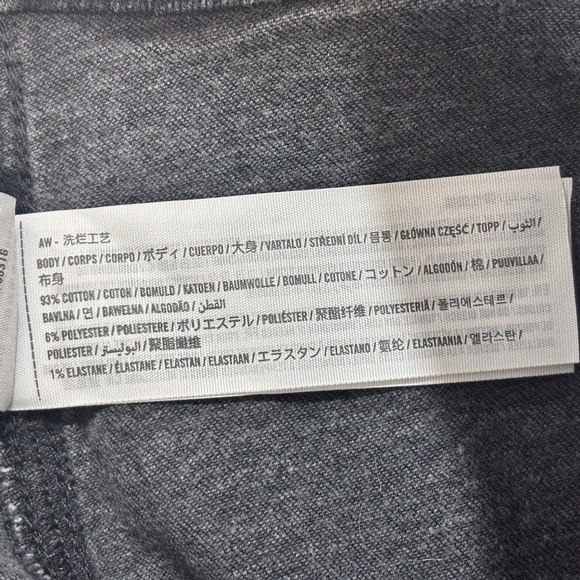 AW - 洗烂工艺
BODY / CORPS / CORPO / ボディ / CUERPO / 大身 / VARTALO / STŘEDNÍ DÍL / 몸통 / GŁÓWNA CZĘŚĆ / TOPP / الثوب /
布身
93% COTTON / COTON / BOMULD / KATOEN / BAUMWOLLE / BOMULL / COTONE / コットン / ALGODÓN / 棉 / PUUVILLAA /
BAVLNA / 면 / BAWEŁNA / ALGODÃO / القطن
6% POLYESTER / POLIESTERE / ポリエステル / POLIÉSTER / 聚酯纤维 / POLYESTERIÄ / 폴리에스테르 /
POLIESTER / البوليستر / 聚酯纖維
1% ELASTANE / ÉLASTANE / ELASTAN / ELASTAAN / エラスタン / ELASTANO / 氨纶 / ELASTAANIA / 엘라스탄 /